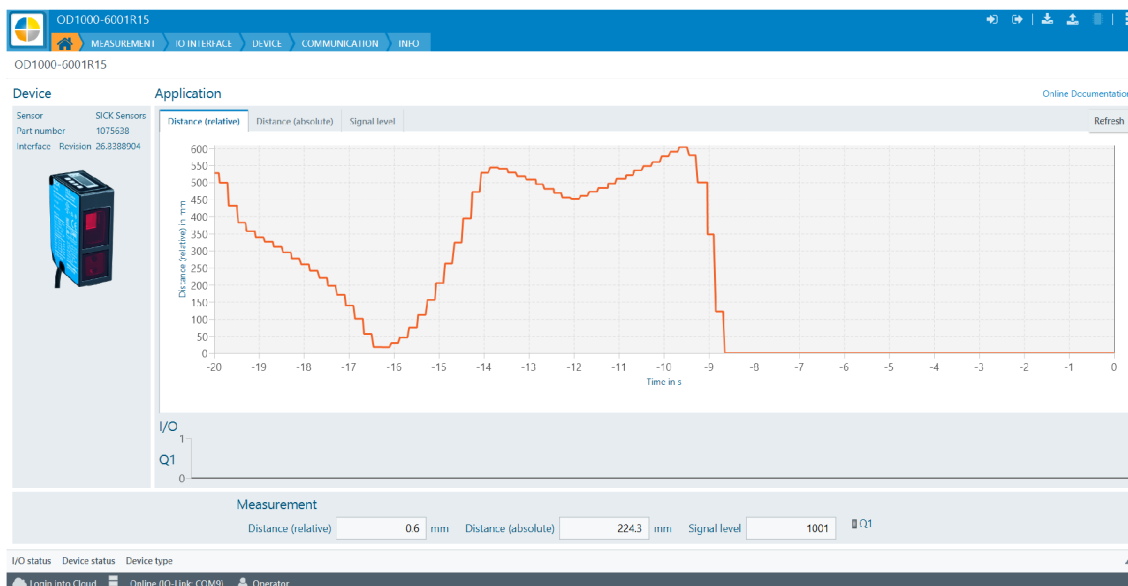 OD1000-6001R15
MEASUREMENT IO INTERFACE DEVICE COMMUNICATION INFO
OD1000-6001R15
Device
Application
Online Documentation
Sensor SICK Sensors
Part number 1075638
Interface Revision 26.8388904
Distance (relative) Distance (absolute) Signal level
Refresh
600
550
500
450
400
350
300
250
200
150
100
50
0
Distance (relative) in mm
-20 -19 -18 -17 -16 -15 -14 -13 -12 -11 -10 -9 -8 -7 -6 -5 -4 -3 -2 -1 0
Time in s
I/O
1
Q1
0
Measurement
Distance (relative) 0.6 mm Distance (absolute) 224.3 mm Signal level 1001 Q1
I/O status Device status Device type
Login into Cloud Online (IO-Link: COM9) Operator